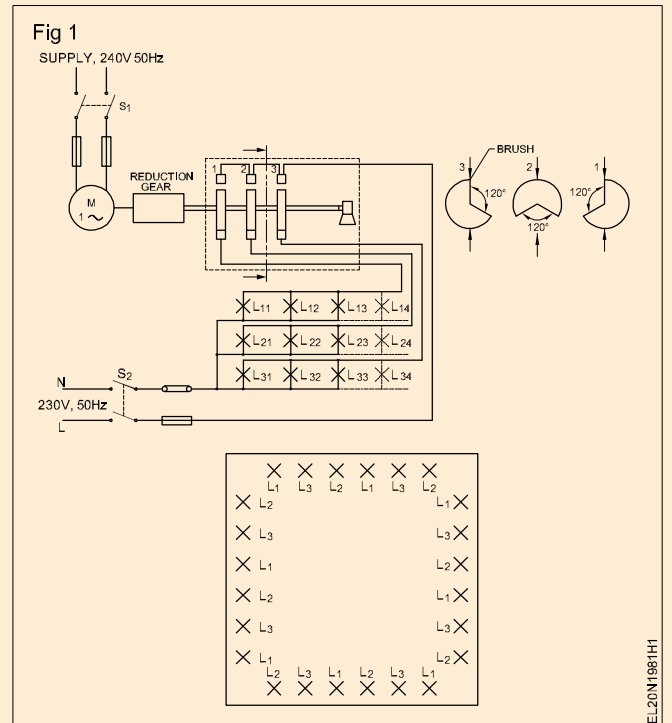 Fig 1
SUPPLY, 240V 50Hz
S1
M
1 ~
REDUCTION
GEAR
1 2 3
BRUSH
3 2 1
120° 120° 120°
L11 L12 L13 L14
L21 L22 L23 L24
L31 L32 L33 L34
N
S2
230V, 50Hz
L
L1 L3 L2 L1 L3 L2
L2 L1
L3 L3
L1 L2
L2 L1
L3 L3
L1 L2
L2 L3 L1 L2 L3 L1
EL20N1981H1